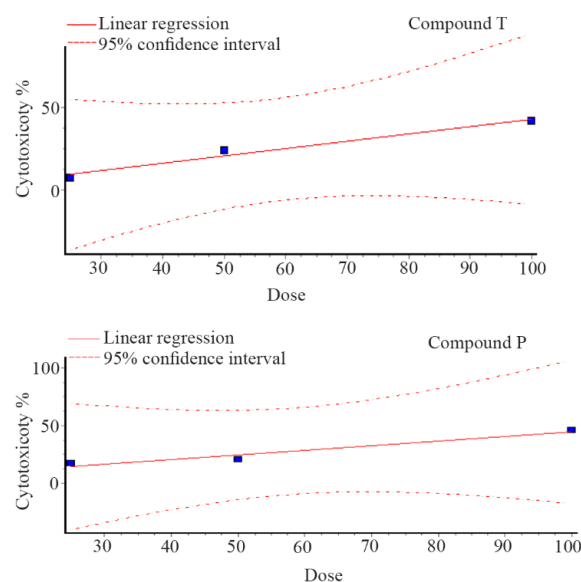 Linear regression
95% confidence interval
Compound T
Cytotoxicoty %
50
0
30 40 50 60 70 80 90 100
Dose
Linear regression
95% confidence interval
Compound P
Cytotoxicoty %
100
50
0
30 40 50 60 70 80 90 100
Dose